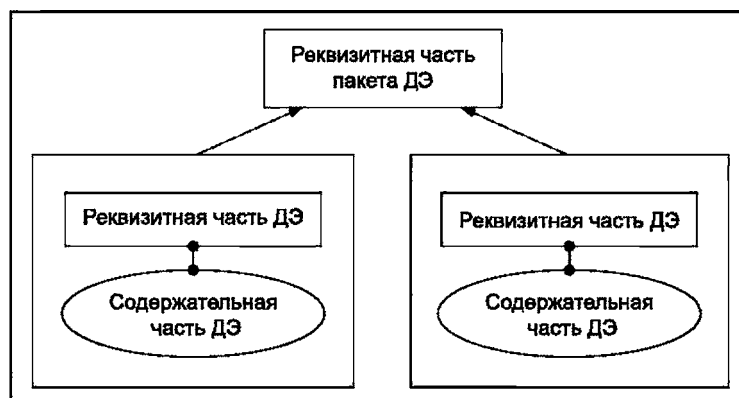 Реквизитная часть
пакета ДЭ
Реквизитная часть ДЭ
Содержательная
часть ДЭ
Реквизитная часть ДЭ
Содержательная
часть ДЭ